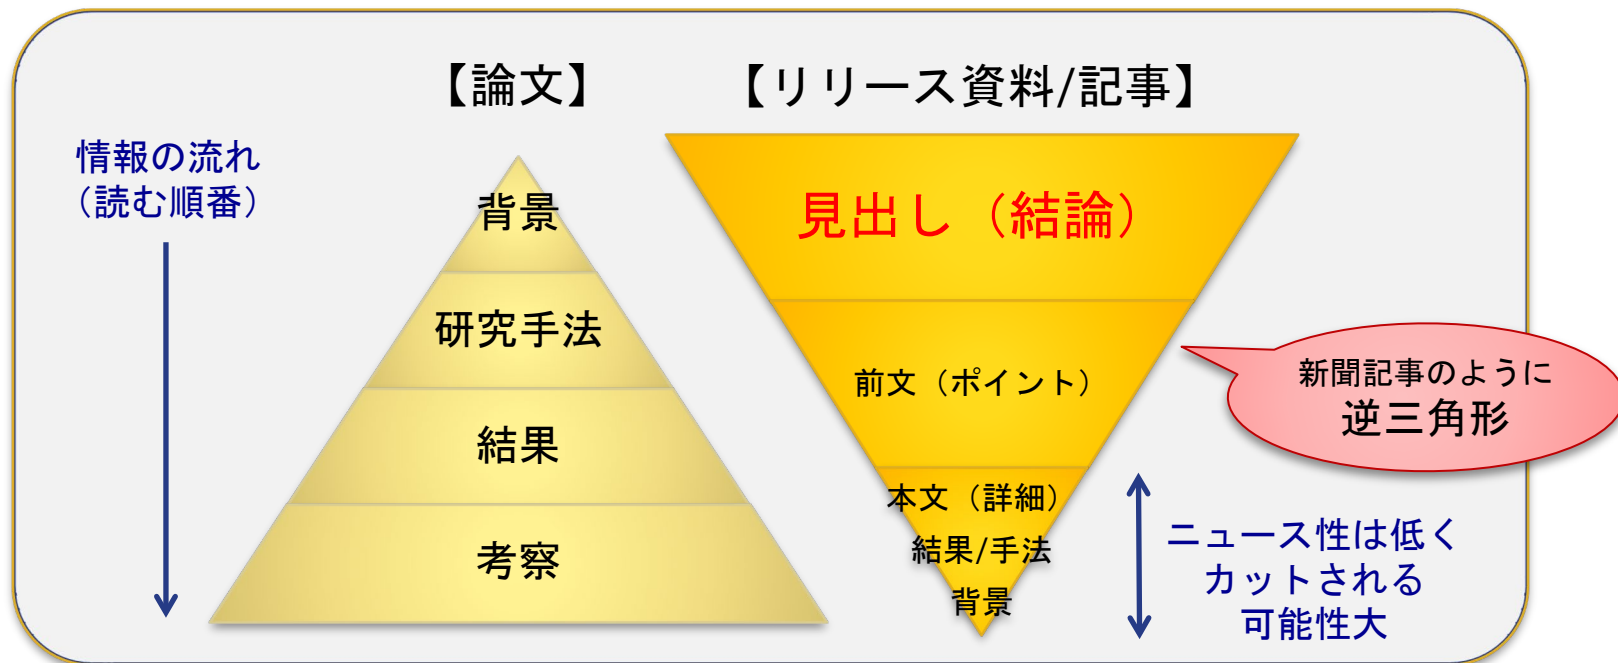 【論文】
【リリース資料/記事】
情報の流れ
（読む順番）
背景
研究手法
結果
考察
見出し（結論）
前文（ポイント）
本文（詳細）
結果/手法
背景
新聞記事のように
逆三角形
ニュース性は低く
カットされる
可能性大